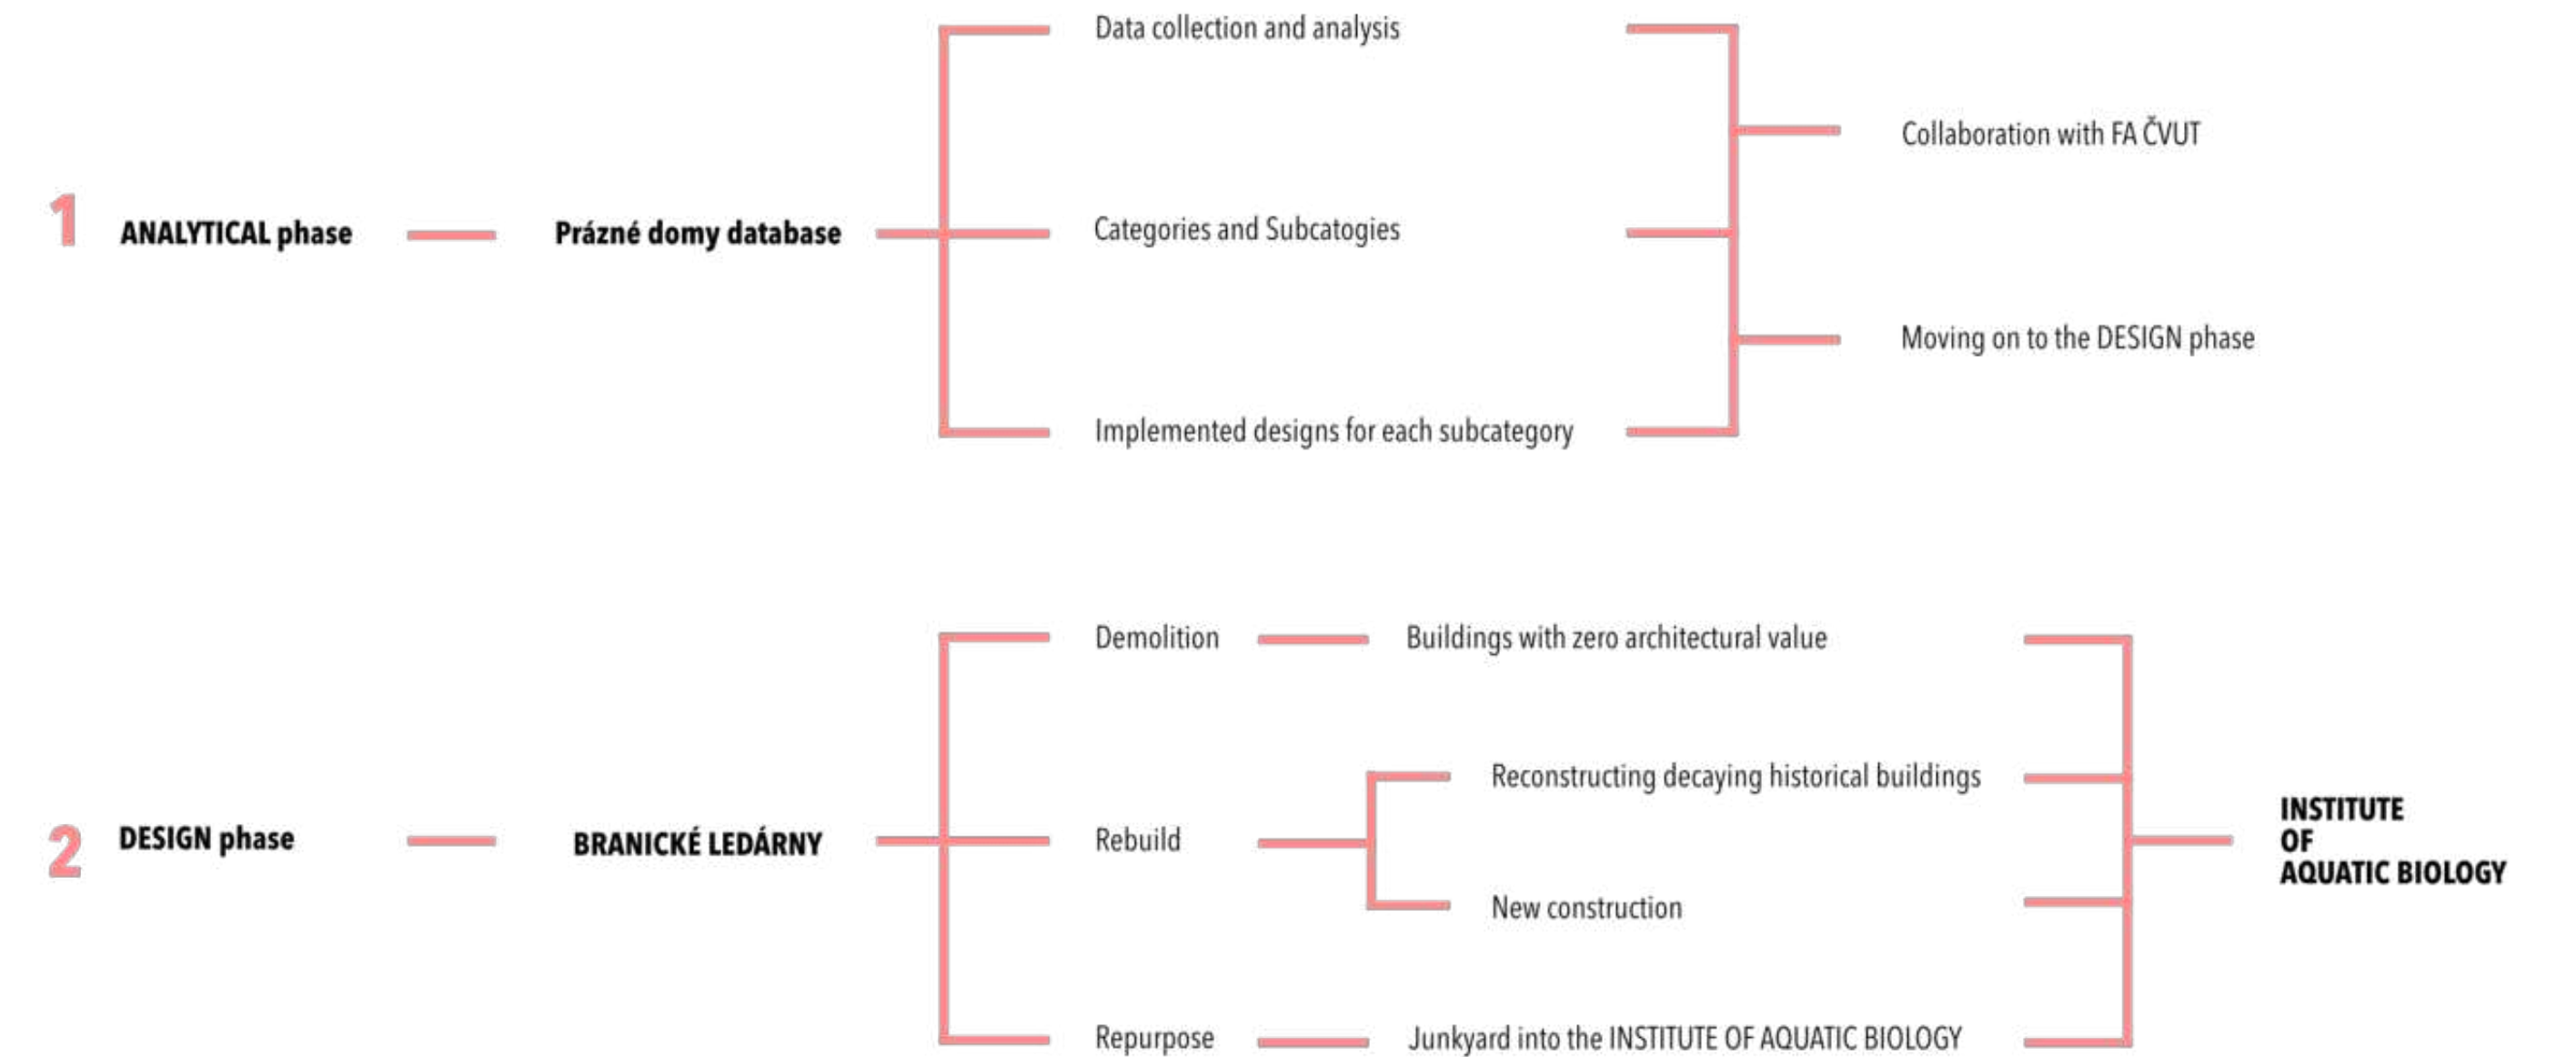 1
ANALYTICAL phase
Prázné domy database
Data collection and analysis
Categories and Subcatogies
Implemented designs for each subcategory
Collaboration with FA ČVUT
Moving on to the DESIGN phase
2
DESIGN phase
BRANICKÉ LEDÁRNY
Demolition
Buildings with zero architectural value
Rebuild
Reconstructing decaying historical buildings
New construction
Repurpose
Junkyard into the INSTITUTE OF AQUATIC BIOLOGY
INSTITUTE
OF
AQUATIC BIOLOGY